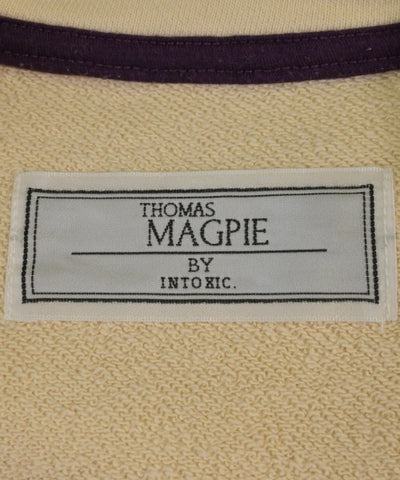 THOMAS
MAGPIE
BY
INTOXIC.